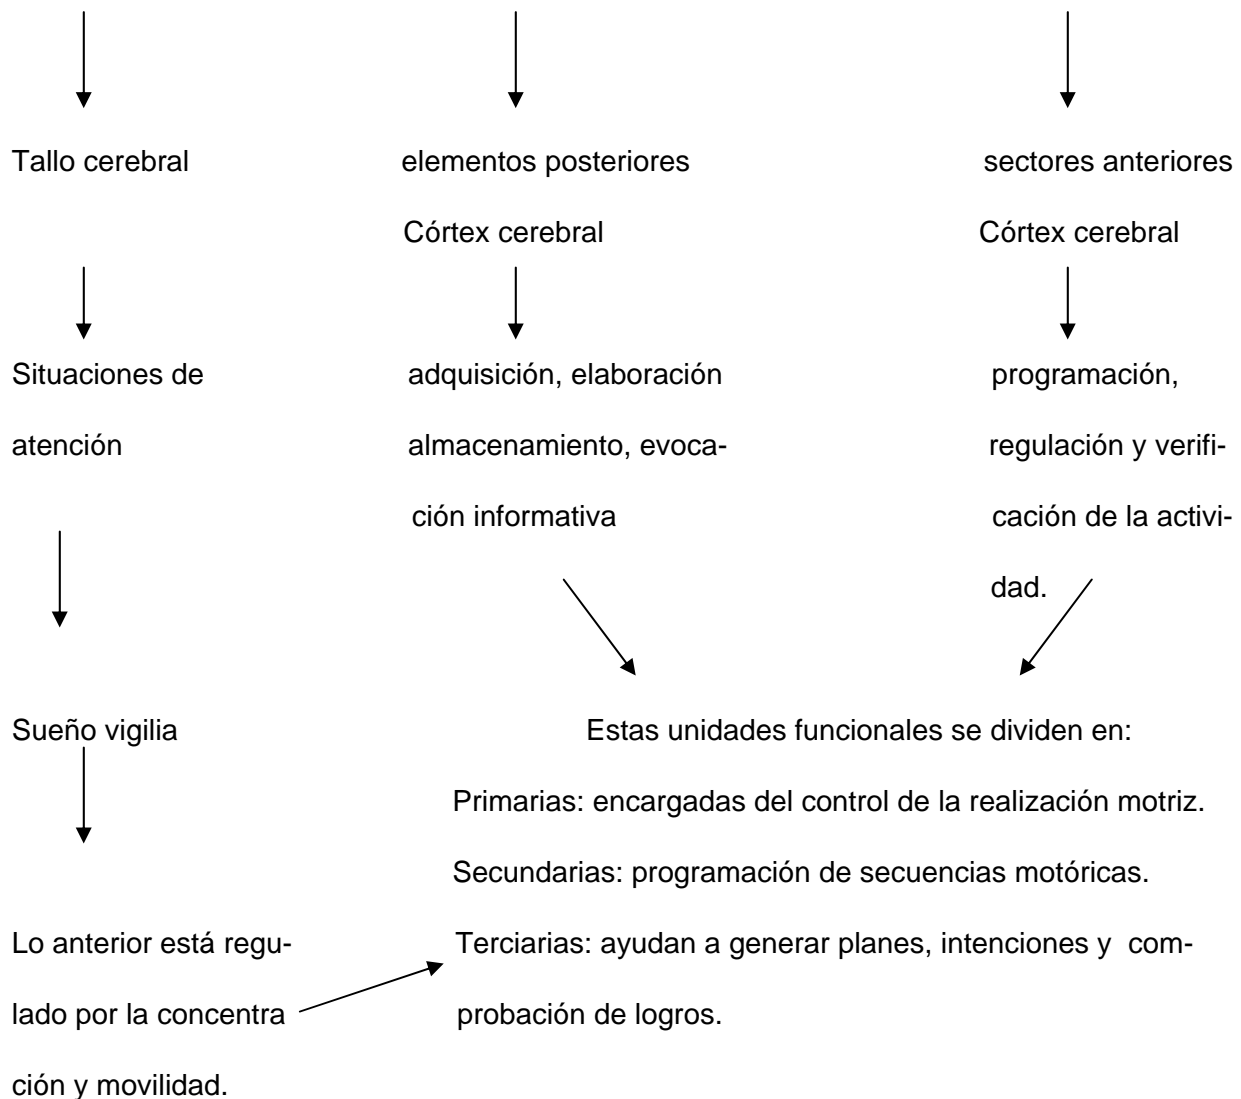 Tallo cerebral
elementos posteriores
sectores anteriores
Córtex cerebral
Córtex cerebral
Situaciones de
atención
adquisición, elaboración
almacenamiento, evoca-
ción informativa
programación,
regulación y verifi-
cación de la activi-
dad.
Sueño vigilia
Lo anterior está regu-
lado por la concentra
ción y movilidad.
Estas unidades funcionales se dividen en:
Primarias: encargadas del control de la realización motriz.
Secundarias: programación de secuencias motóricas.
Terciarias: ayudan a generar planes, intenciones y com-
probación de logros.